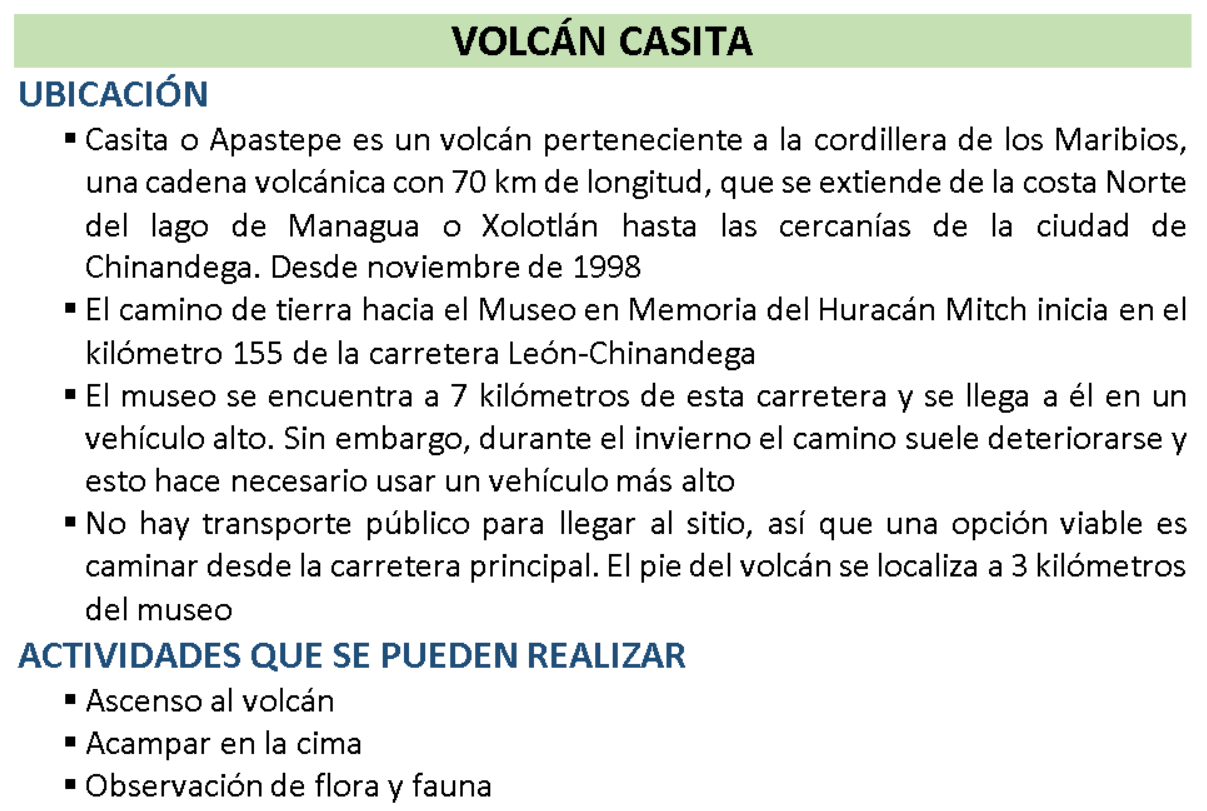 VOLCÁN CASITA
UBICACIÓN
▪ Casita o Apastepe es un volcán perteneciente a la cordillera de los Maribios,
una cadena volcánica con 70 km de longitud, que se extiende de la costa Norte
del lago de Managua o Xolotlán hasta las cercanías de la ciudad de
Chinandega. Desde noviembre de 1998
▪ El camino de tierra hacia el Museo en Memoria del Huracán Mitch inicia en el
kilómetro 155 de la carretera León-Chinandega
▪ El museo se encuentra a 7 kilómetros de esta carretera y se llega a él en un
vehículo alto. Sin embargo, durante el invierno el camino suele deteriorarse y
esto hace necesario usar un vehículo más alto
▪ No hay transporte público para llegar al sitio, así que una opción viable es
caminar desde la carretera principal. El pie del volcán se localiza a 3 kilómetros
del museo
ACTIVIDADES QUE SE PUEDEN REALIZAR
▪ Ascenso al volcán
▪ Acampar en la cima
▪ Observación de flora y fauna